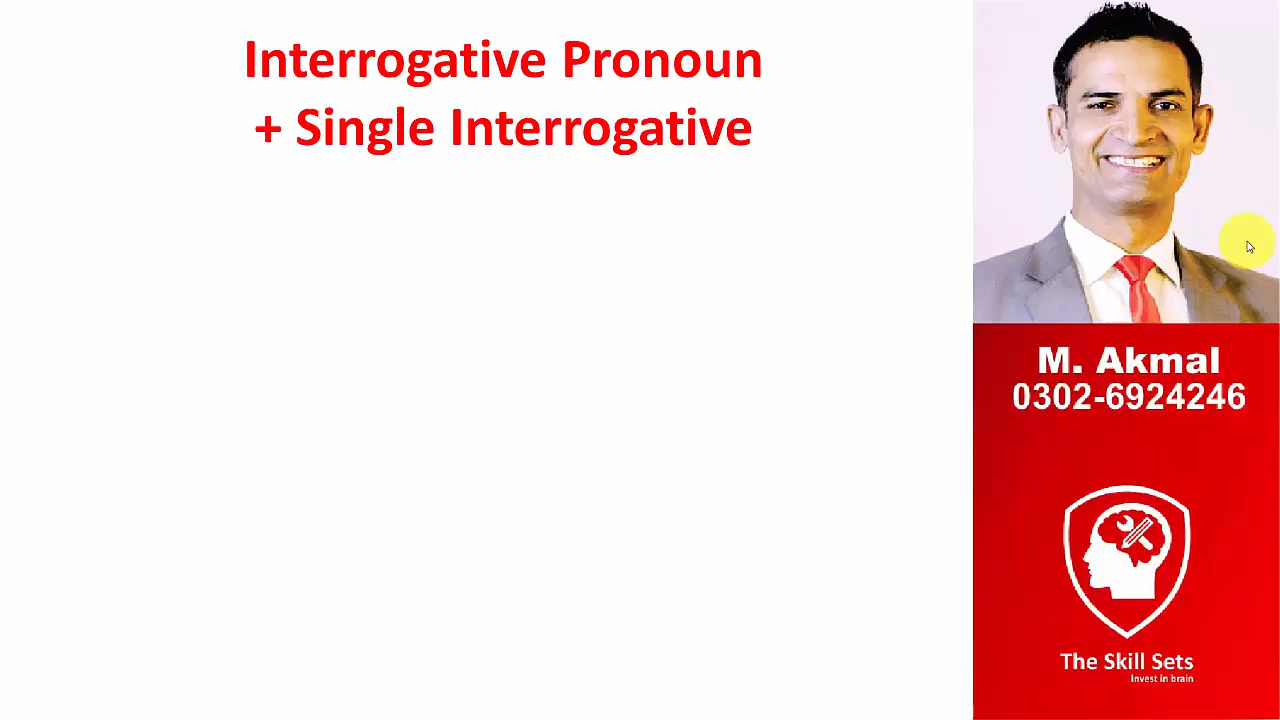 Interrogative Pronoun
+ Single Interrogative
M. Akmal
0302-6924246
The Skill Sets
Invest in brain